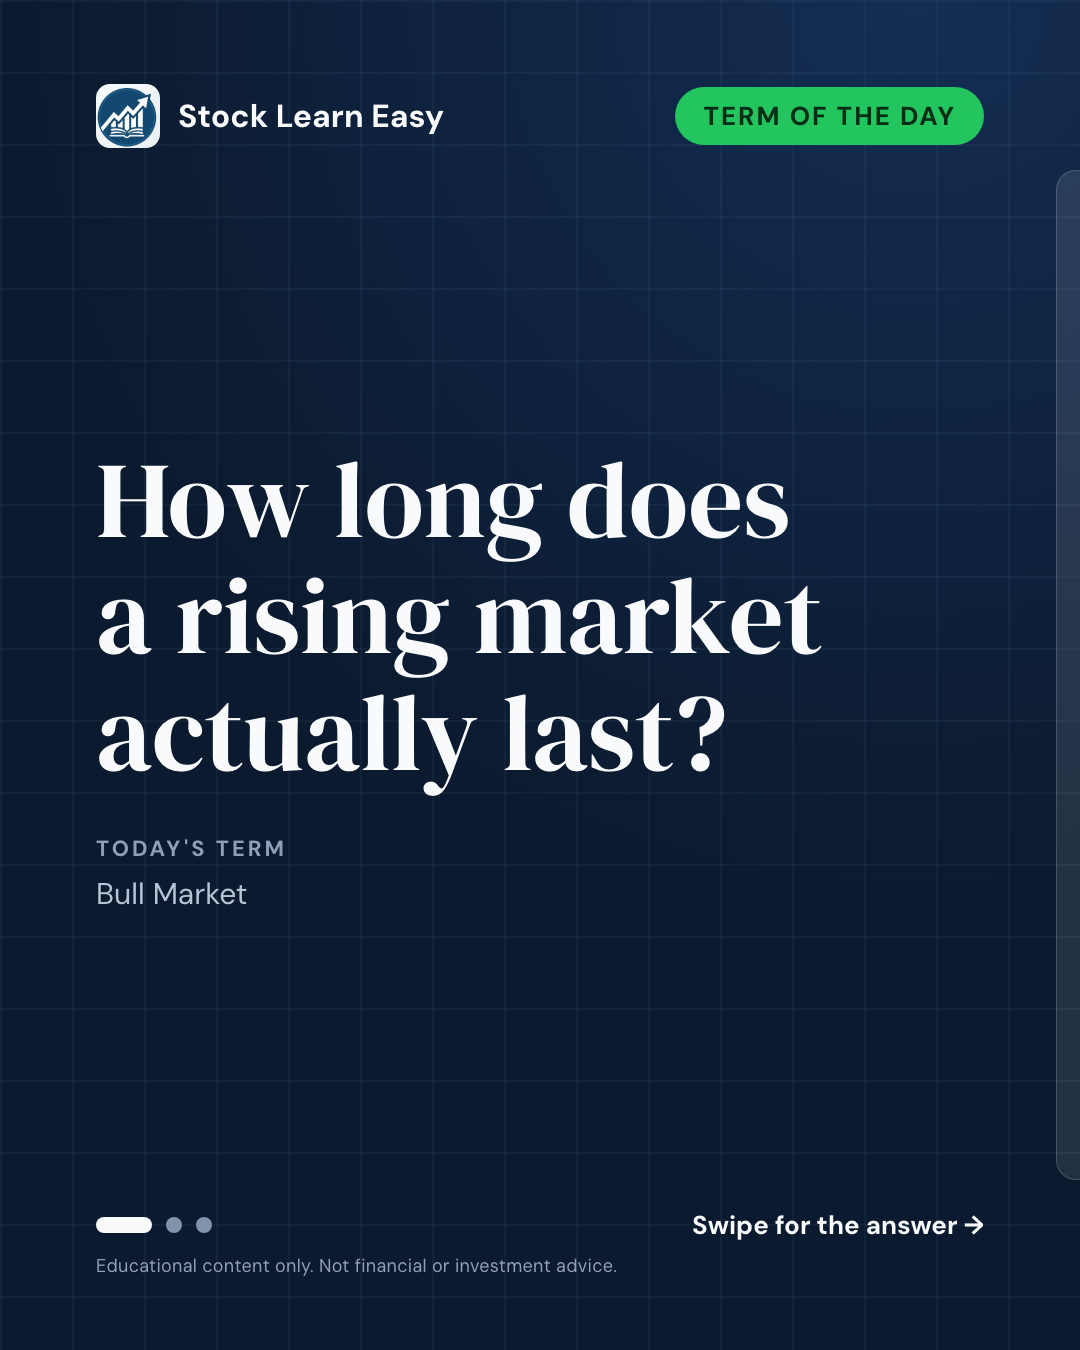 Stock Learn Easy
TERM OF THE DAY
How long does
a rising market
actually last?
TODAY'S TERM
Bull Market
Swipe for the answer →
Educational content only. Not financial or investment advice.